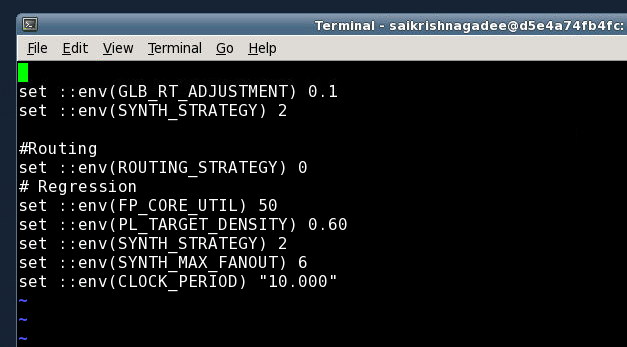 Terminal - saikrishnagadee@d5e4a74fb4fc:
File Edit View Terminal Go Help
set ::env(GLB_RT_ADJUSTMENT) 0.1
set ::env(SYNTH_STRATEGY) 2
#Routing
set ::env(ROUTING_STRATEGY) 0
# Regression
set ::env(FP_CORE_UTIL) 50
set ::env(PL_TARGET_DENSITY) 0.60
set ::env(SYNTH_STRATEGY) 2
set ::env(SYNTH_MAX_FANOUT) 6
set ::env(CLOCK_PERIOD) "10.000"
~
~
~